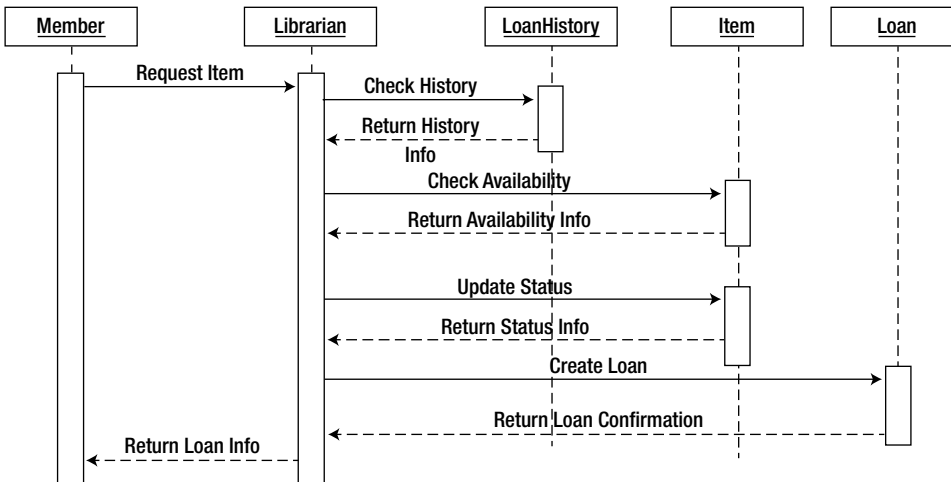 Member
Librarian
LoanHistory
Item
Loan
Request Item
Check History
Return History
Info
Check Availability
Return Availability Info
Update Status
Return Status Info
Create Loan
Return Loan Confirmation
Return Loan Info